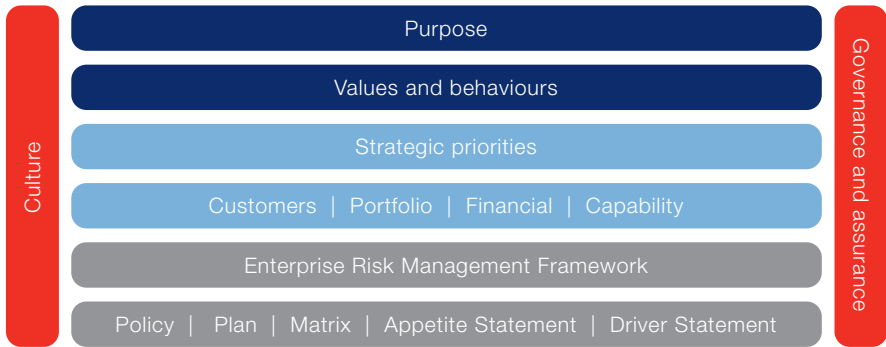 Culture
Purpose
Values and behaviours
Strategic priorities
Customers | Portfolio | Financial | Capability
Enterprise Risk Management Framework
Policy | Plan | Matrix | Appetite Statement | Driver Statement
Governance and assurance